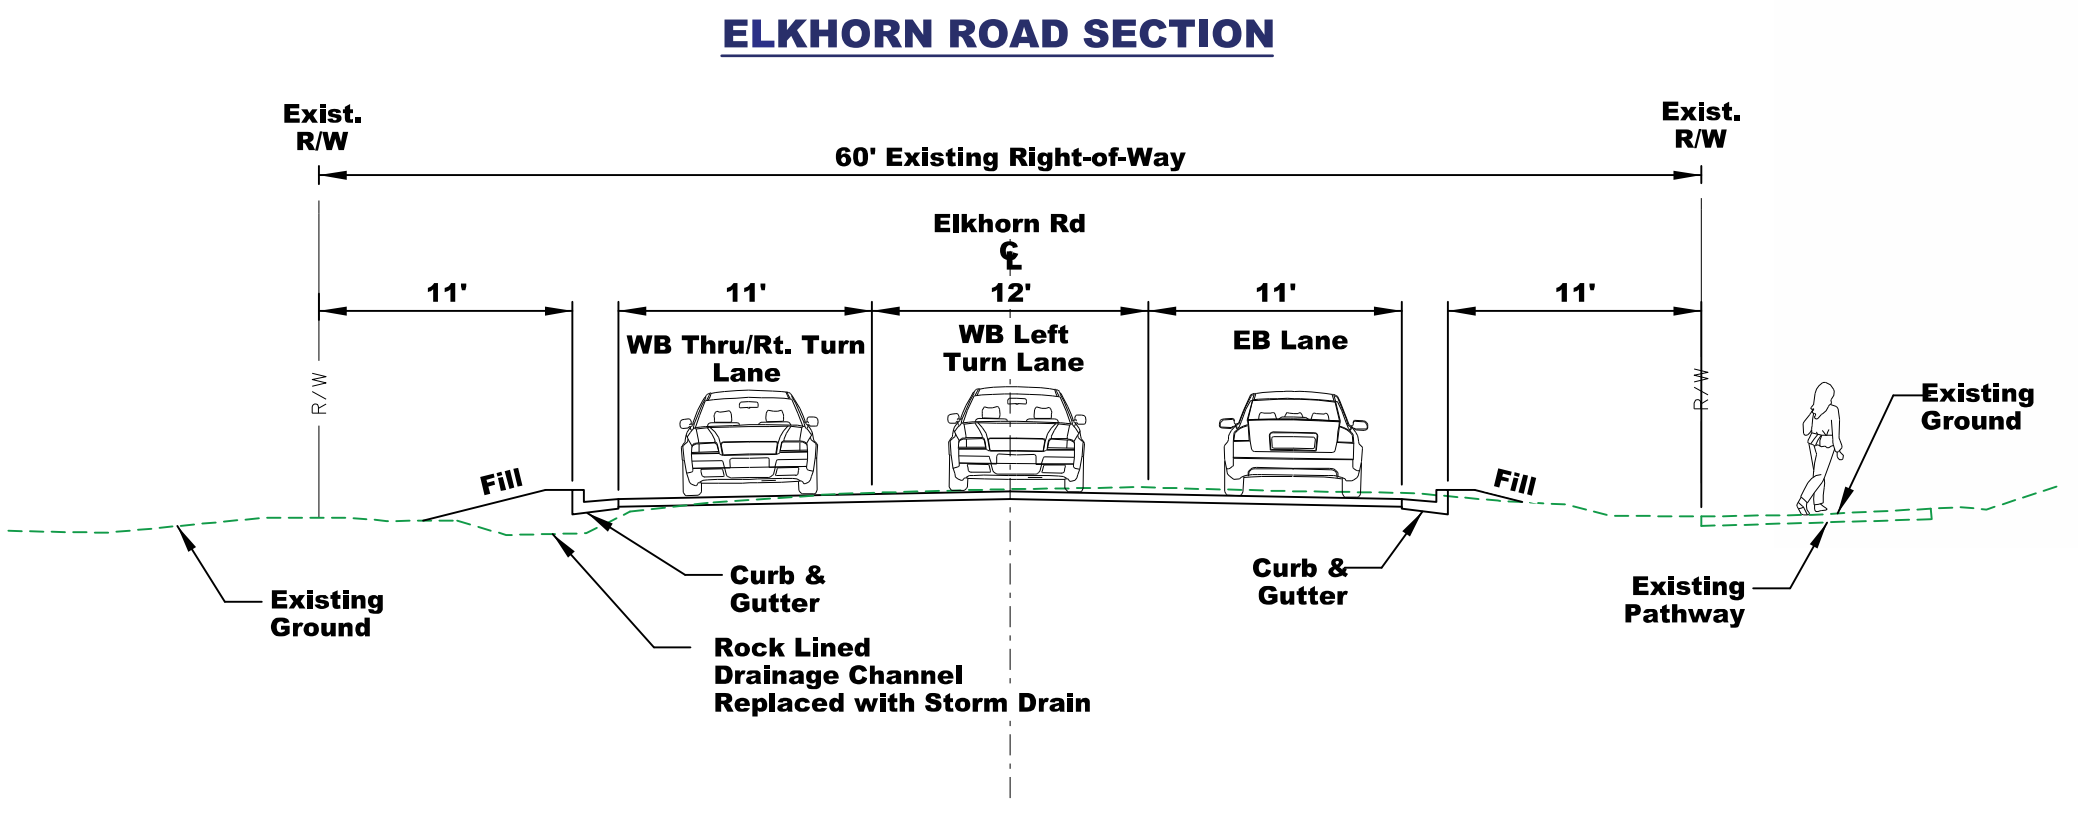 ELKHORN ROAD SECTION
Exist.
R/W
Exist.
R/W
60' Existing Right-of-Way
Elkhorn Rd
℄
11'
11'
12'
11'
11'
WB Thru/Rt. Turn
Lane
WB Left
Turn Lane
EB Lane
R/W
R/W
Existing
Ground
Fill
Fill
Curb &
Gutter
Curb &
Gutter
Existing
Ground
Existing
Pathway
Rock Lined
Drainage Channel
Replaced with Storm Drain